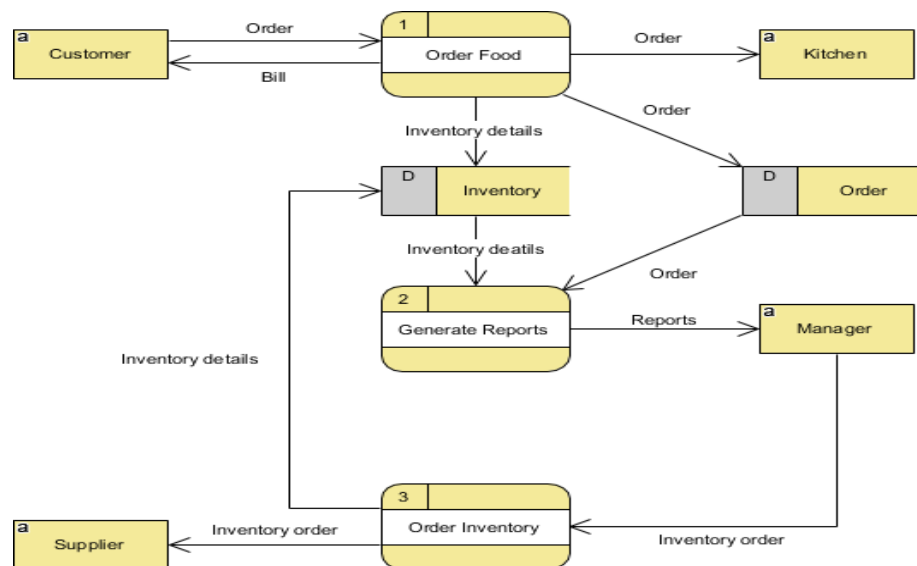 a
Customer
Order
Bill
1
Order Food
Order
a
Kitchen
Inventory details
Order
D
Inventory
D
Order
Inventory deatils
Order
2
Generate Reports
Reports
a
Manager
Inventory details
3
Order Inventory
Inventory order
a
Supplier
Inventory order